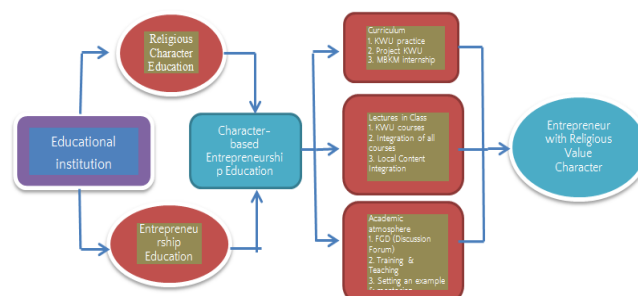 Religious
Character
Education
Educational
institution
Entrepreneu
rship
Education
Character-
based
Entrepreneurshi
p Education
Curriculum
1. KWU practice
2. Project KWU
3. MBKM internship
Lectures in Class
1. KWU courses
2. Integration of all
courses
3. Local Content
Integration
Academic
atmosphere
1. FGD (Discussion
Forum)
2. Training &
Teaching
3. Setting an example
Entrepreneur
with Religious
Value
Character